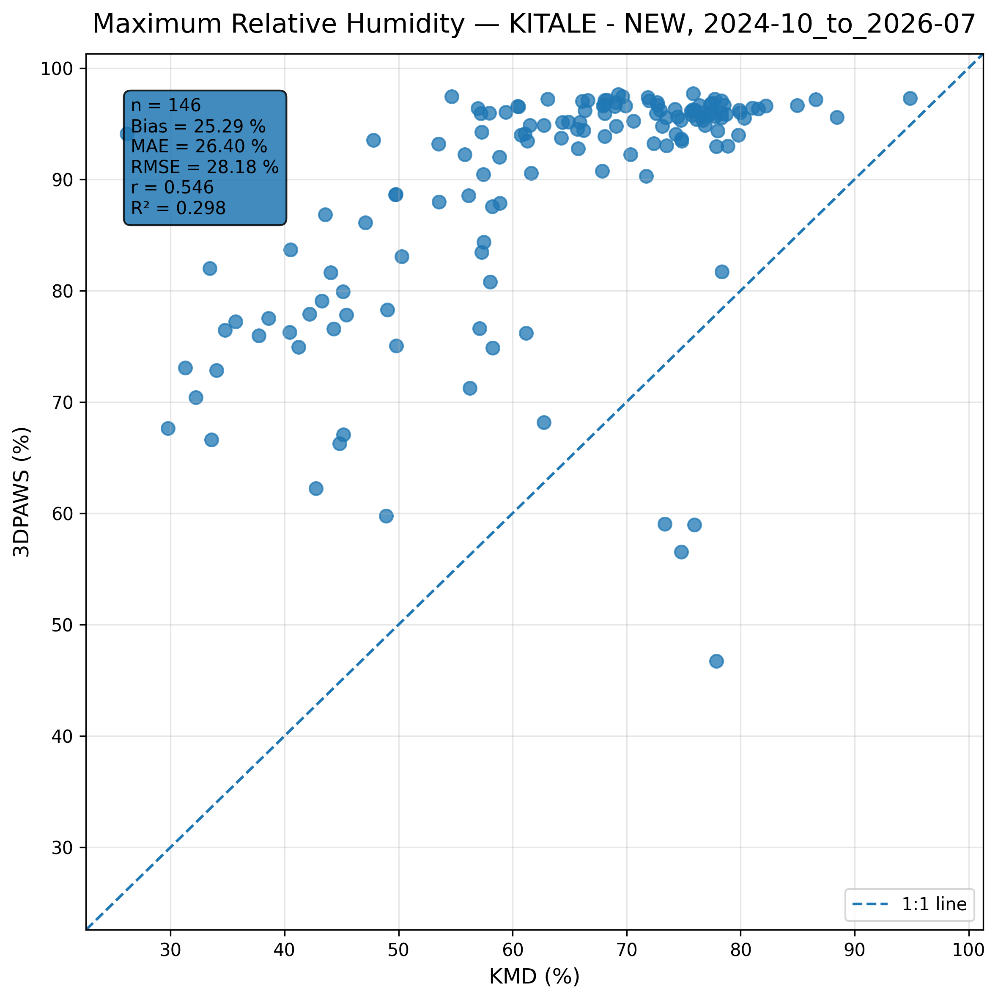 Maximum Relative Humidity — KITALE - NEW, 2024-10_to_2026-07
100
90
80
70
60
50
40
30
3DPAWS (%)
n = 146
Bias = 25.29 %
MAE = 26.40 %
RMSE = 28.18 %
r = 0.546
R² = 0.298
1:1 line
30
40
50
60
70
80
90
100
KMD (%)